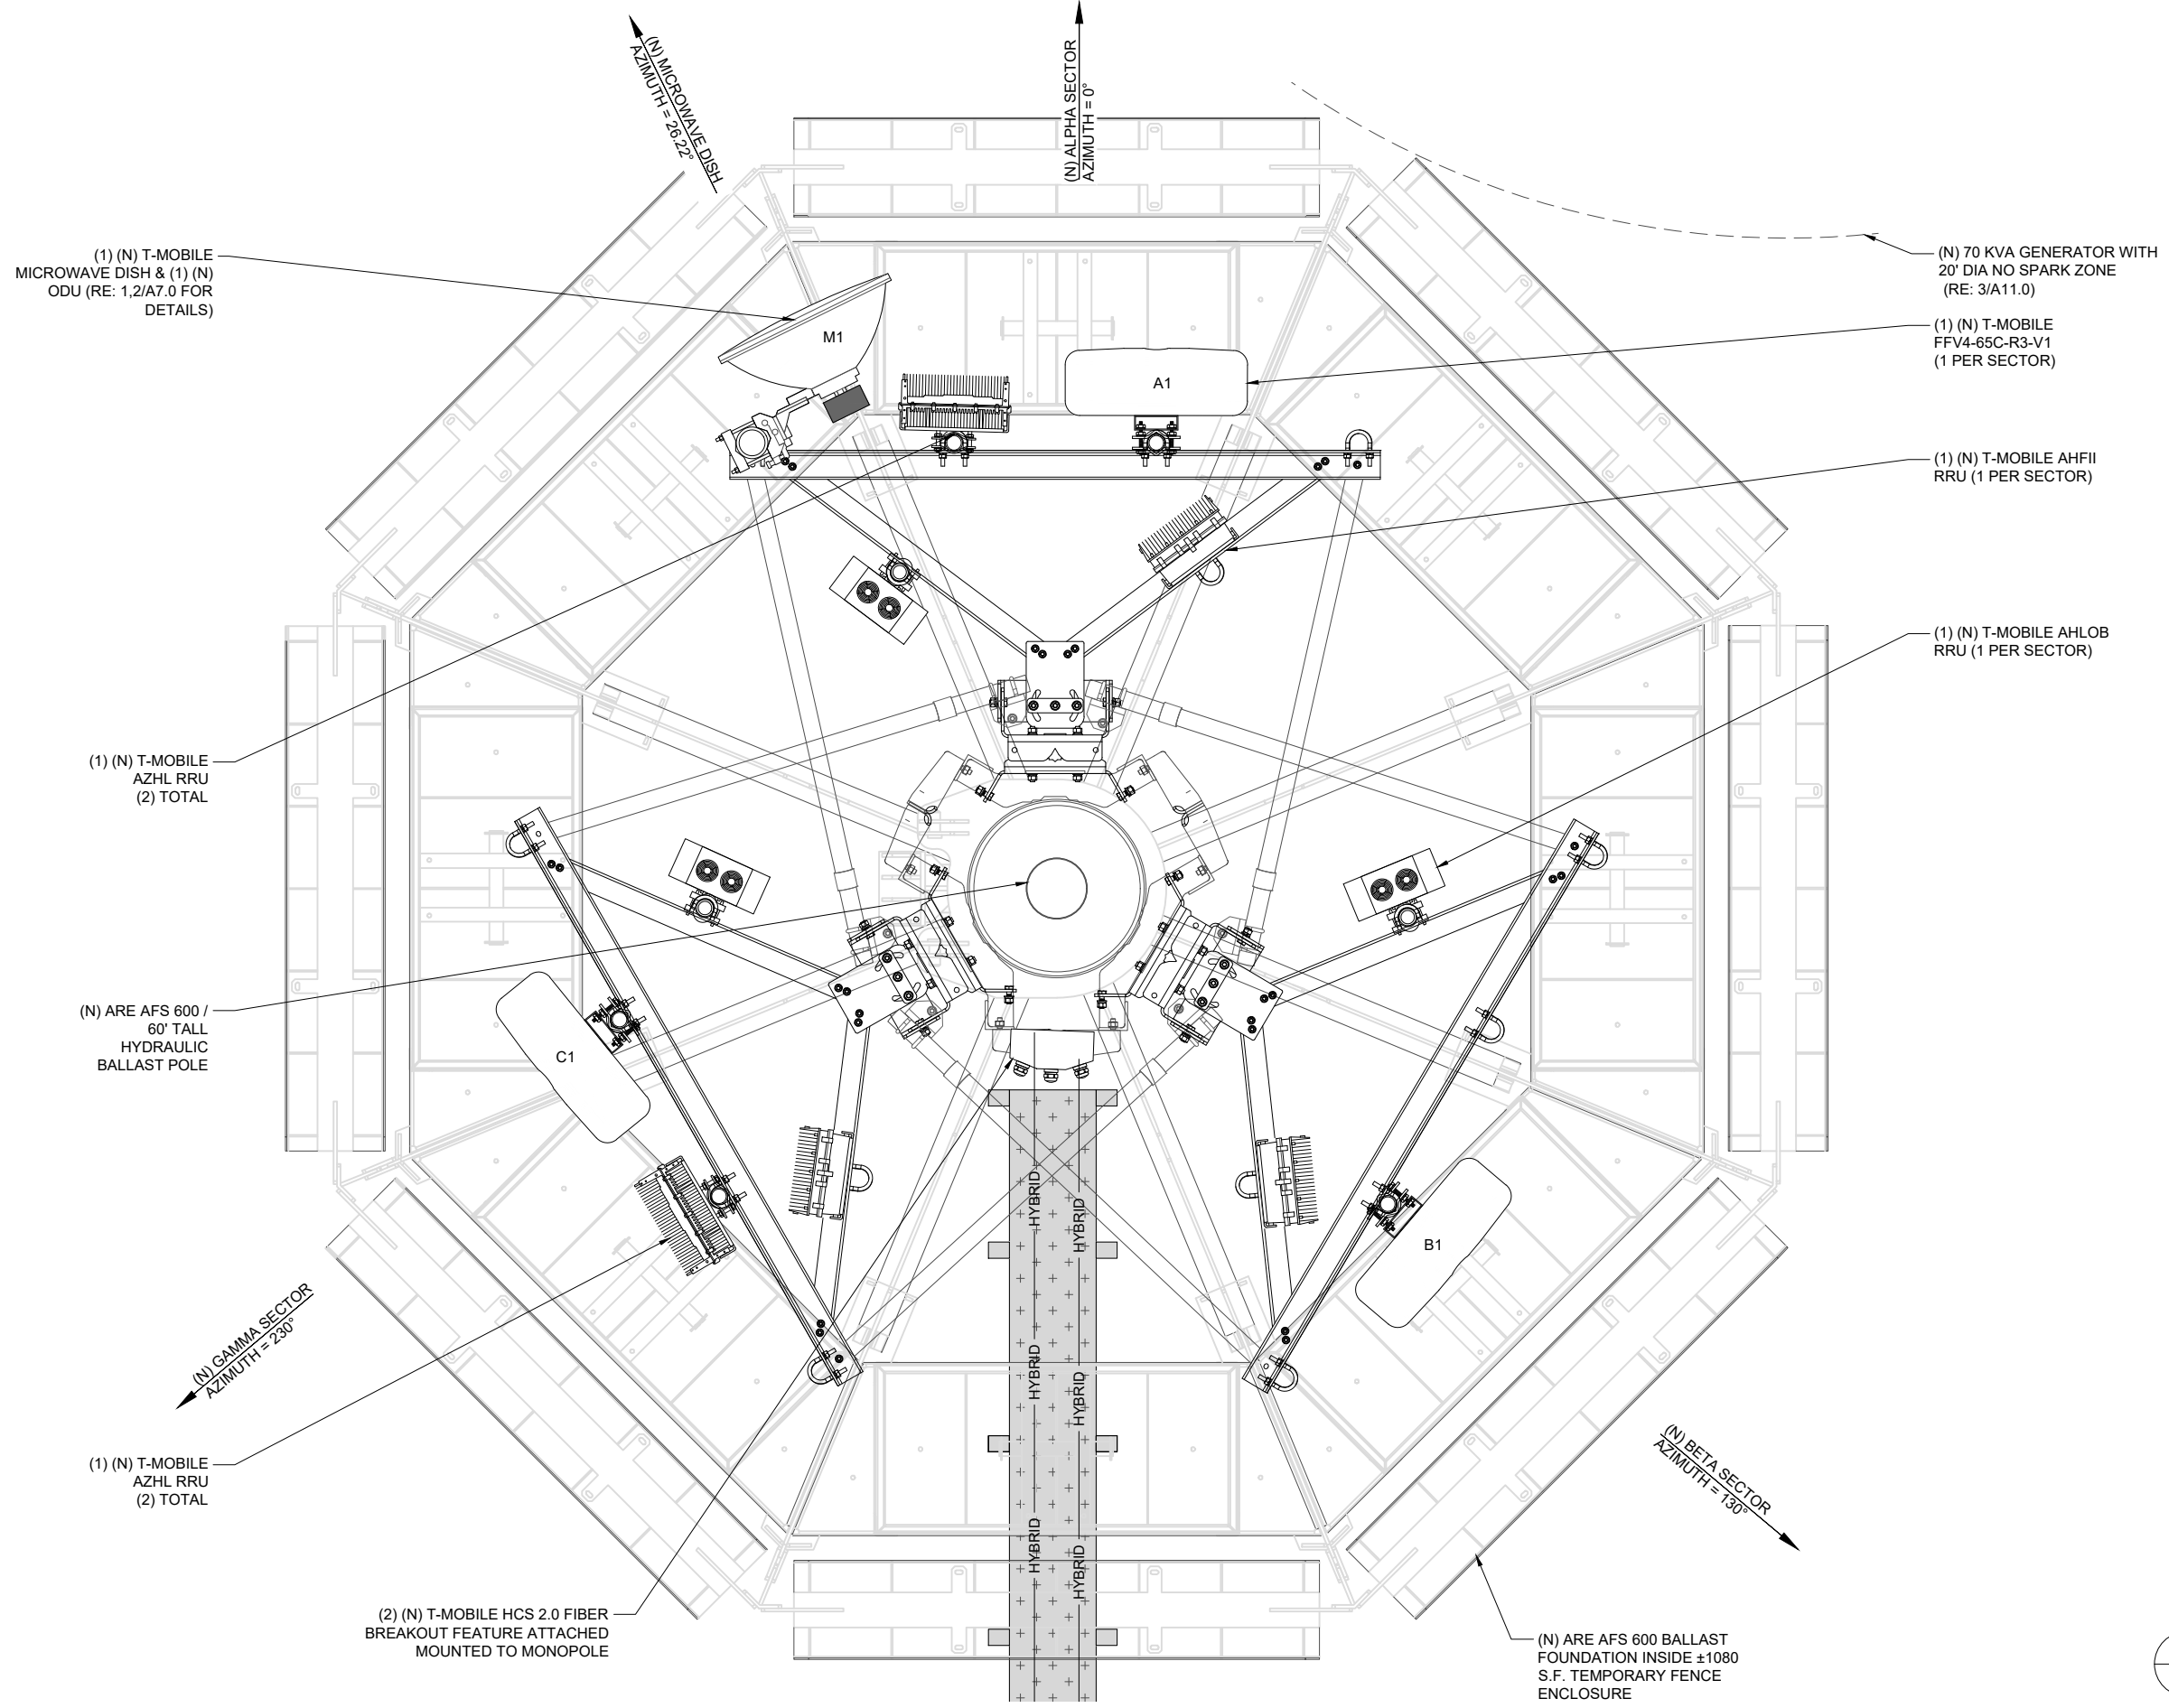 (N) MICROWAVE DISH
AZIMUTH = 26.22°
(N) ALPHA SECTOR
AZIMUTH = 0°
(1) (N) T-MOBILE
MICROWAVE DISH & (1) (N)
ODU (RE: 1,2/A7.0 FOR
DETAILS)
(N) 70 KVA GENERATOR WITH
20' DIA NO SPARK ZONE
(RE: 3/A11.0)
(1) (N) T-MOBILE
FFV4-65C-R3-V1
(1 PER SECTOR)
M1
A1
(1) (N) T-MOBILE AHFII
RRU (1 PER SECTOR)
(1) (N) T-MOBILE AHLOB
RRU (1 PER SECTOR)
(1) (N) T-MOBILE
AZHL RRU
(2) TOTAL
(N) ARE AFS 600 /
60' TALL
HYDRAULIC
BALLAST POLE
C1
B1
HYBRID
HYBRID
HYBRID
HYBRID
HYBRID
HYBRID
(N) GAMMA SECTOR
AZIMUTH = 230°
(1) (N) T-MOBILE
AZHL RRU
(2) TOTAL
(N) BETA SECTOR
AZIMUTH = 130°
(2) (N) T-MOBILE HCS 2.0 FIBER
BREAKOUT FEATURE ATTACHED
MOUNTED TO MONOPOLE
(N) ARE AFS 600 BALLAST
FOUNDATION INSIDE ±1080
S.F. TEMPORARY FENCE
ENCLOSURE